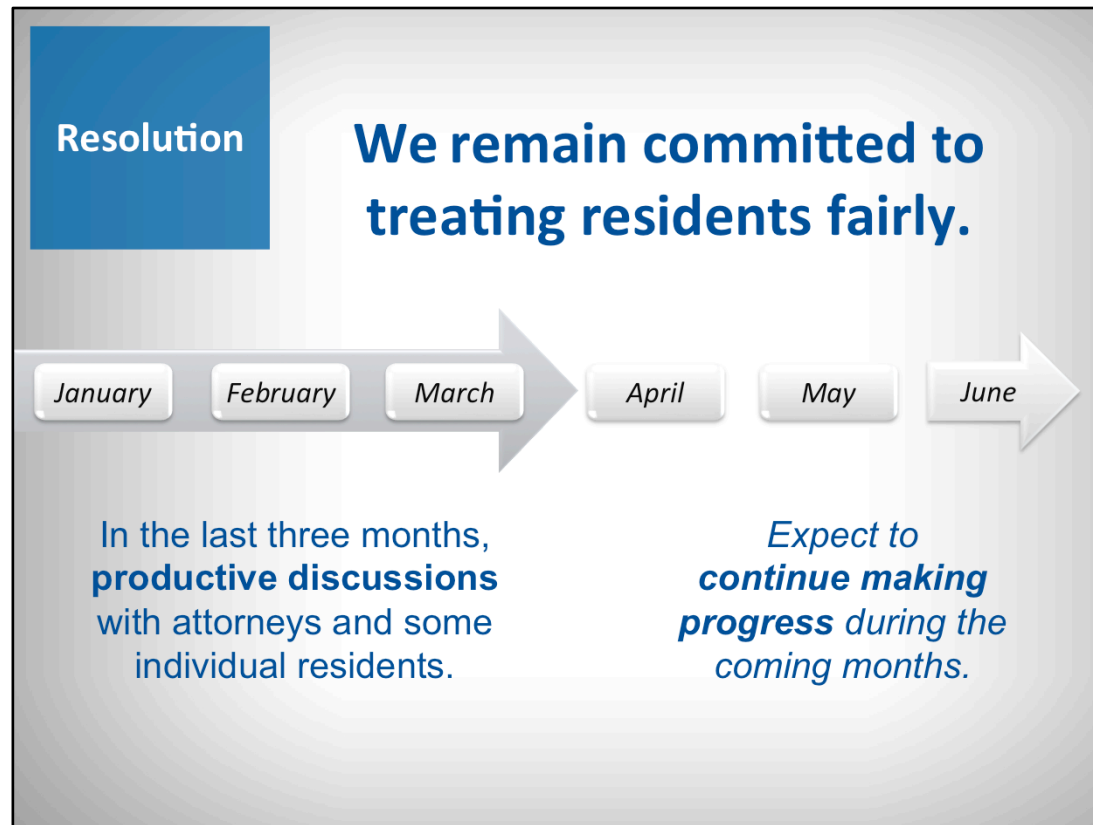 Resolution
We remain committed to
treating residents fairly.
January
February
March
April
May
June
In the last three months,
productive discussions
with attorneys and some
individual residents.
Expect to
continue making
progress during the
coming months.